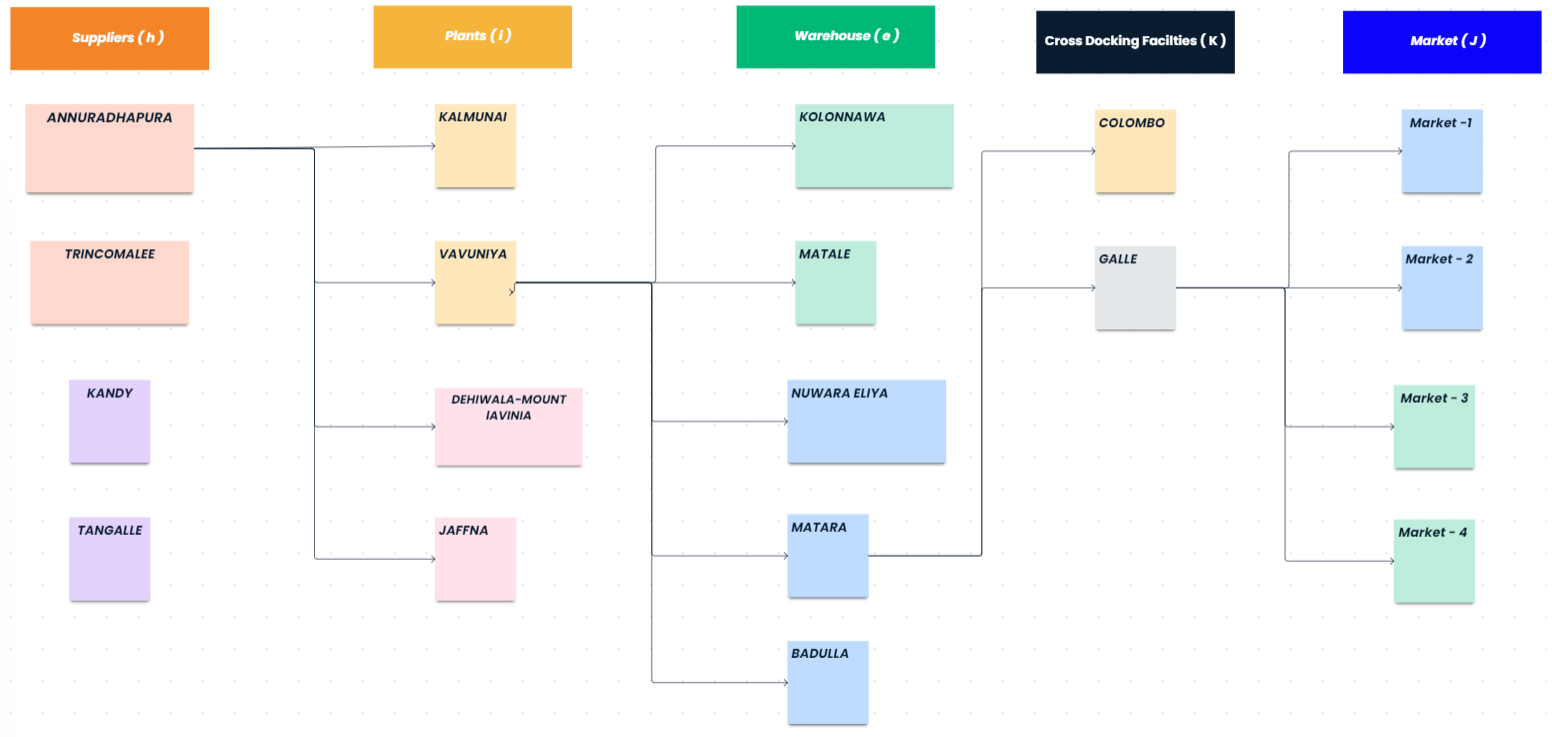 Suppliers ( h )
Plants ( i )
Warehouse ( e )
Cross Docking Facilties ( K )
Market ( J )
ANNURADHAPURA
KALMUNAI
KOLONNAWA
COLOMBO
Market -1
TRINCOMALEE
VAVUNIYA
MATALE
GALLE
Market - 2
KANDY
DEHIWALA-MOUNT
lAVINIA
NUWARA ELIYA
Market - 3
TANGALLE
JAFFNA
MATARA
Market - 4
BADULLA